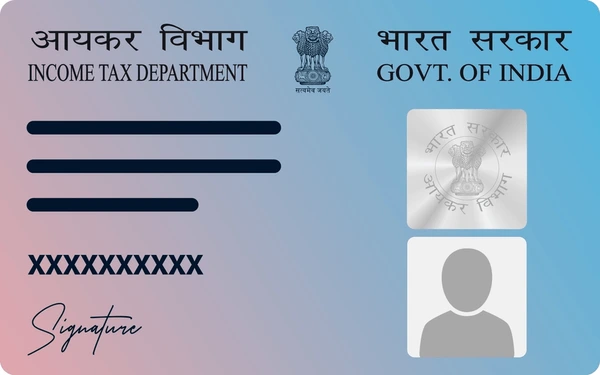 आयकर विभाग
INCOME TAX DEPARTMENT
सत्यमेव जयते
भारत सरकार
GOVT. OF INDIA
भारत सरकार
आयकर विभाग
XXXXXXXXXX
Signature